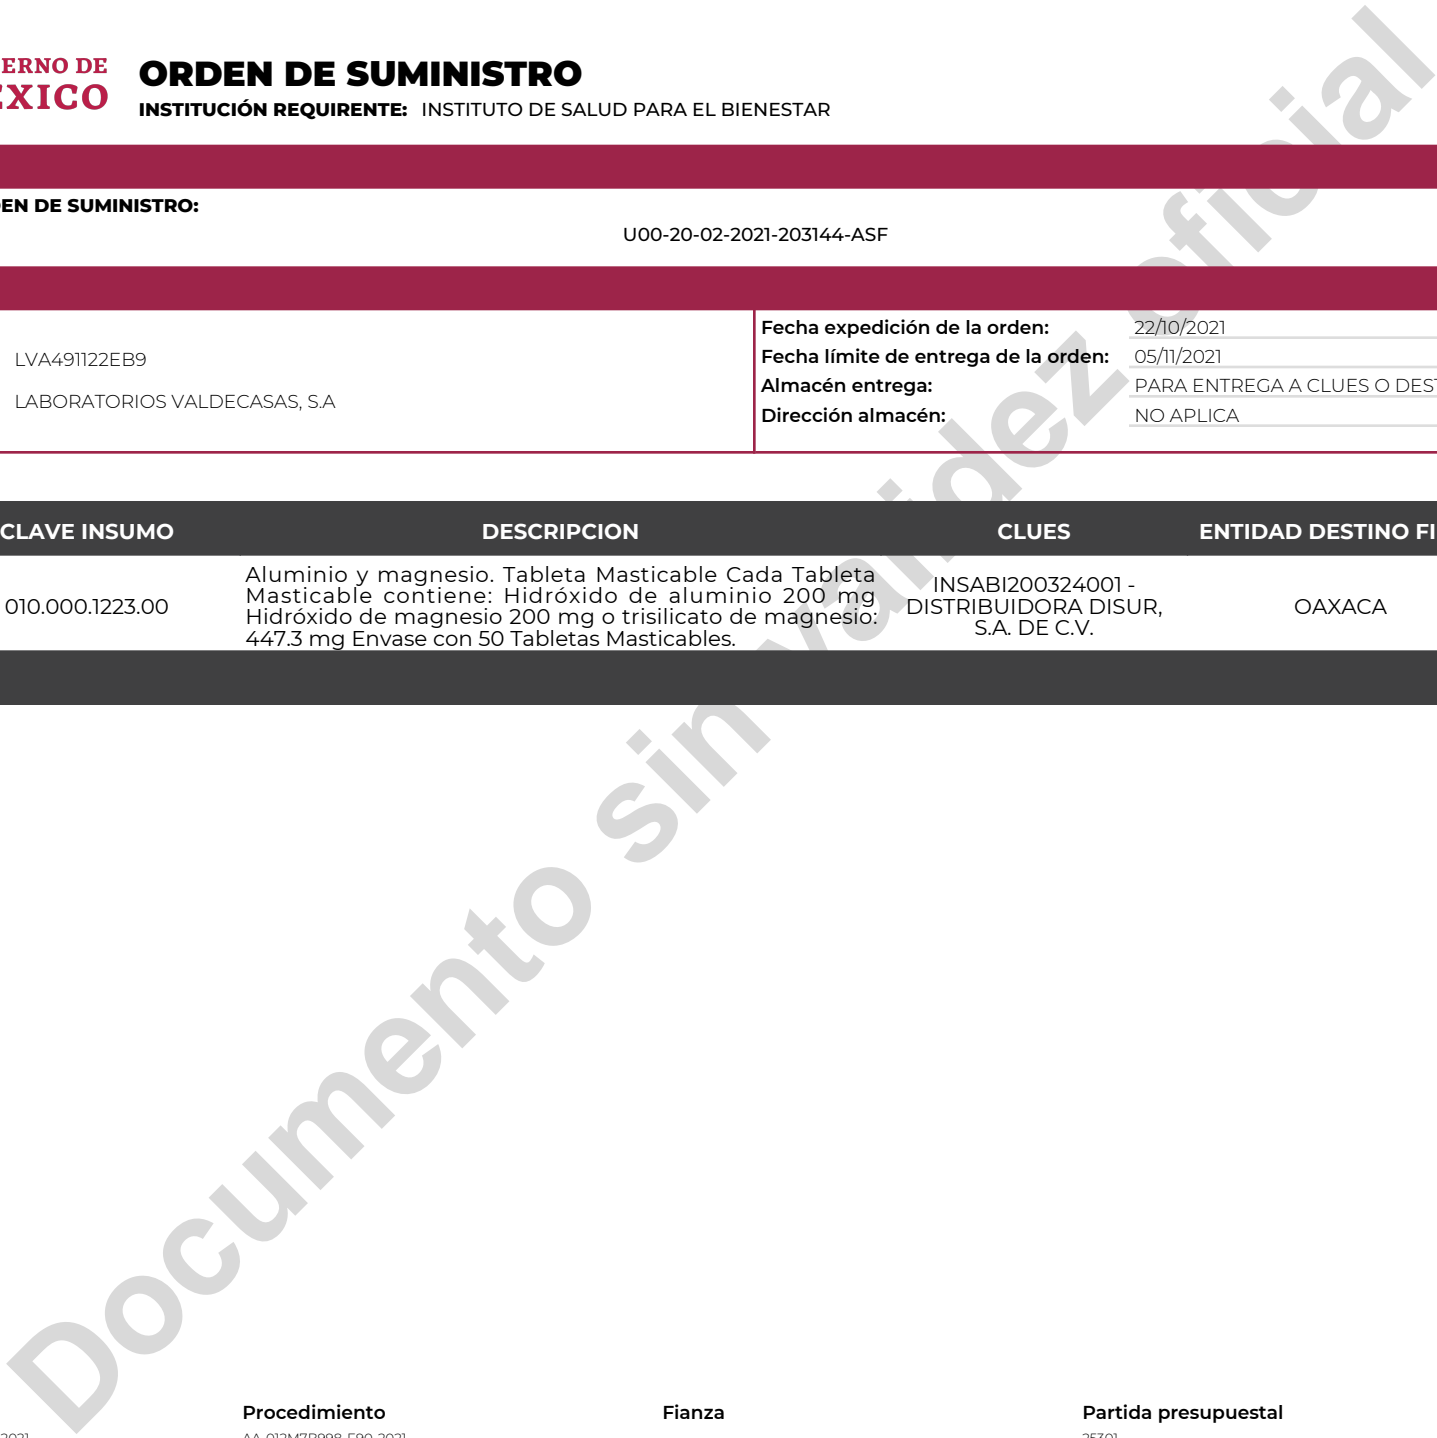 ERNO DE
ÉXICO
ORDEN DE SUMINISTRO
INSTITUCIÓN REQUIRENTE: INSTITUTO DE SALUD PARA EL BIENESTAR
EN DE SUMINISTRO:
U00-20-02-2021-203144-ASF
LVA491122EB9
LABORATORIOS VALDECASAS, S.A
Fecha expedición de la orden: 22/10/2021
Fecha límite de entrega de la orden: 05/11/2021
Almacén entrega: PARA ENTREGA A CLUES O DEST
Dirección almacén: NO APLICA
CLAVE INSUMO DESCRIPCION CLUES ENTIDAD DESTINO FI
010.000.1223.00
Aluminio y magnesio. Tableta Masticable Cada Tableta
Masticable contiene: Hidróxido de aluminio 200 mg
Hidróxido de magnesio 200 mg o trisilicato de magnesio:
447.3 mg Envase con 50 Tabletas Masticables.
INSABI200324001 -
DISTRIBUIDORA DISUR,
S.A. DE C.V.
OAXACA
Documento sin validez oficial
Procedimiento Fianza Partida presupuestal